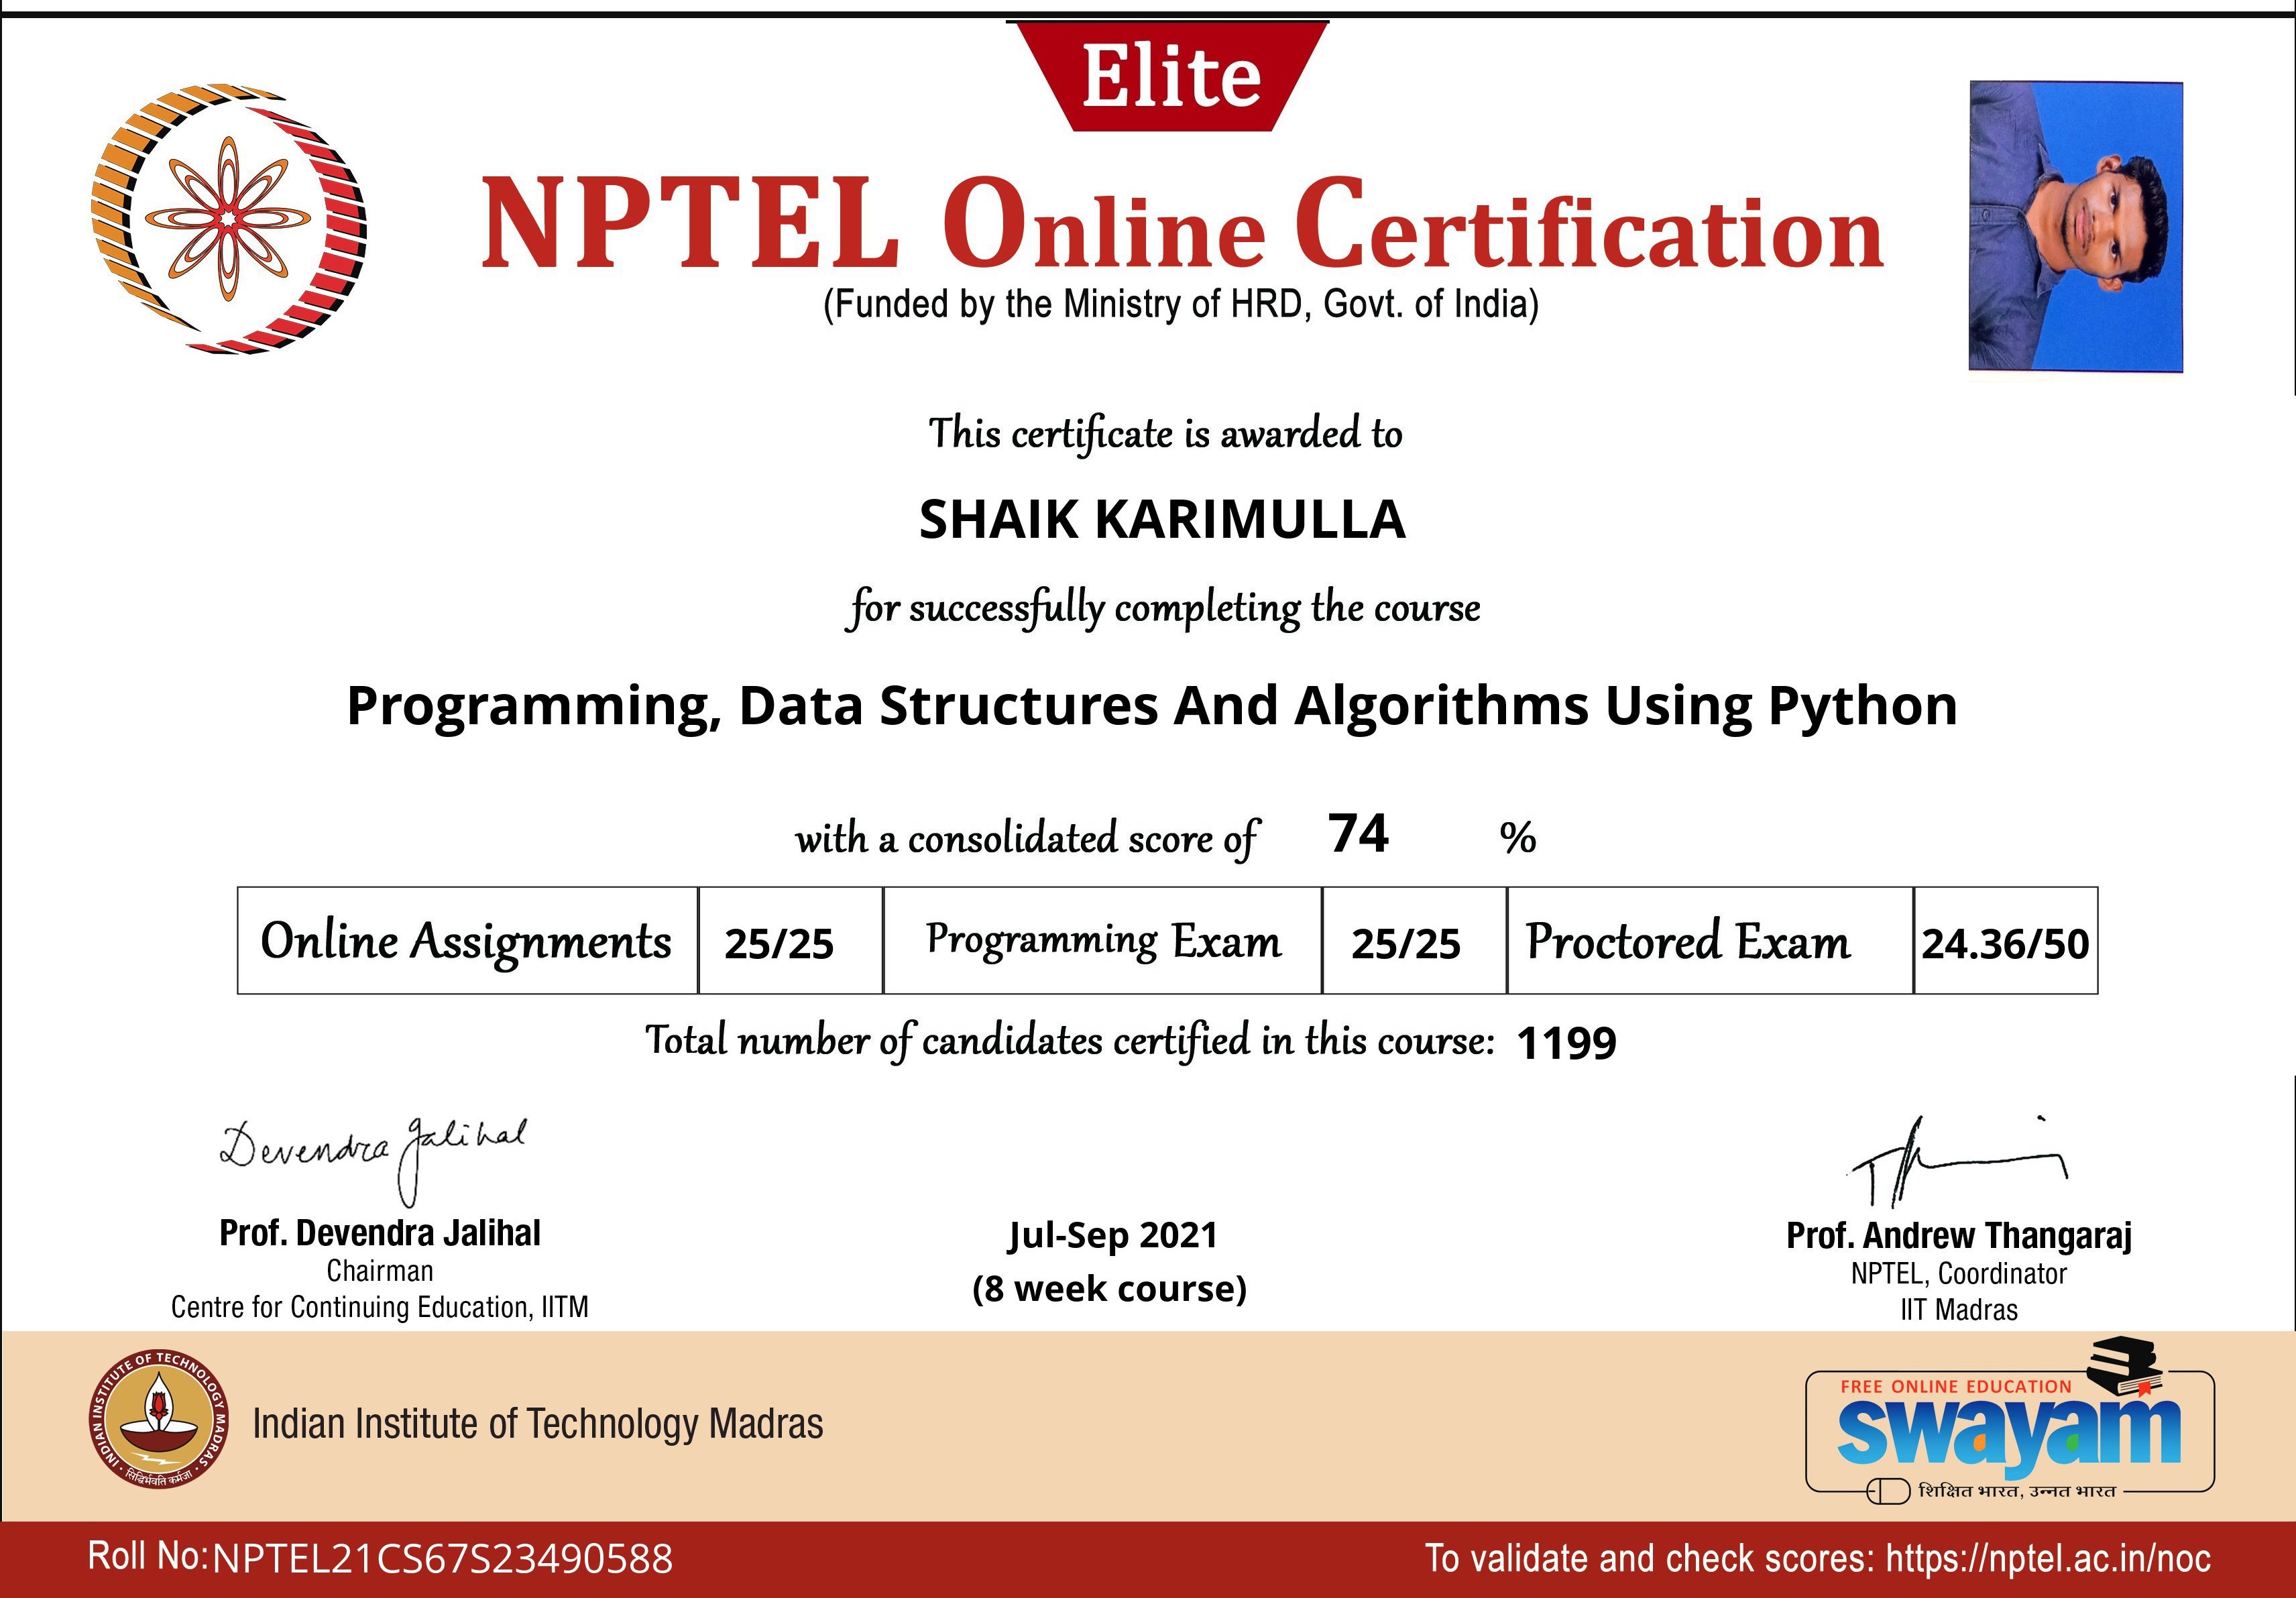 Elite
NPTEL Online Certification
(Funded by the Ministry of HRD, Govt. of India)
This certificate is awarded to
SHAIK KARIMULLA
for successfully completing the course
Programming, Data Structures And Algorithms Using Python
with a consolidated score of 74 %
Online Assignments 25/25 Programming Exam 25/25 Proctored Exam 24.36/50
Total number of candidates certified in this course: 1199
Devendra Jalihal
Prof. Devendra Jalihal
Chairman
Centre for Continuing Education, IITM
Jul-Sep 2021
(8 week course)
Prof. Andrew Thangaraj
NPTEL, Coordinator
IIT Madras
INDIAN INSTITUTE OF TECHNOLOGY MADRAS
सिद्धिर्भवति कर्मजा
Indian Institute of Technology Madras
FREE ONLINE EDUCATION
swayam
शिक्षित भारत, उन्नत भारत
Roll No: NPTEL21CS67S23490588
To validate and check scores: https://nptel.ac.in/noc